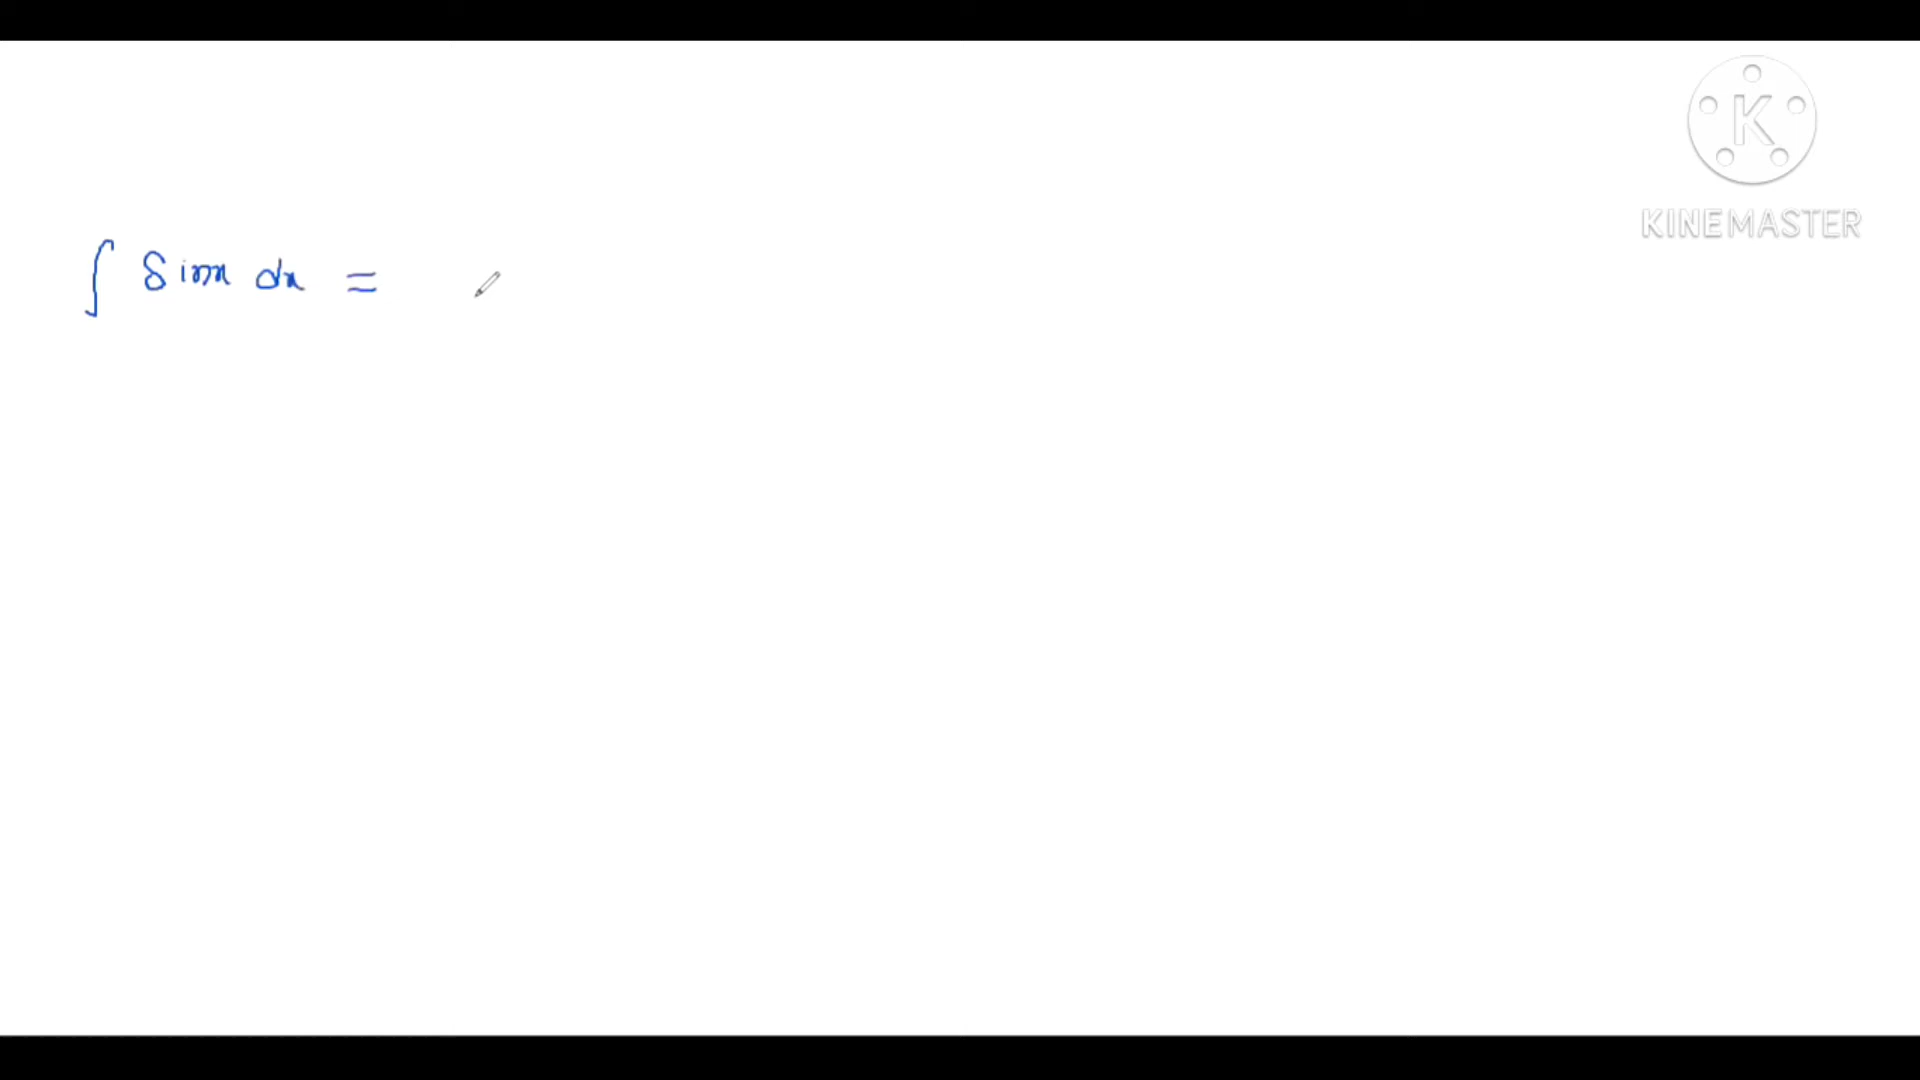 K
KINEMASTER
∫ sinx dx =